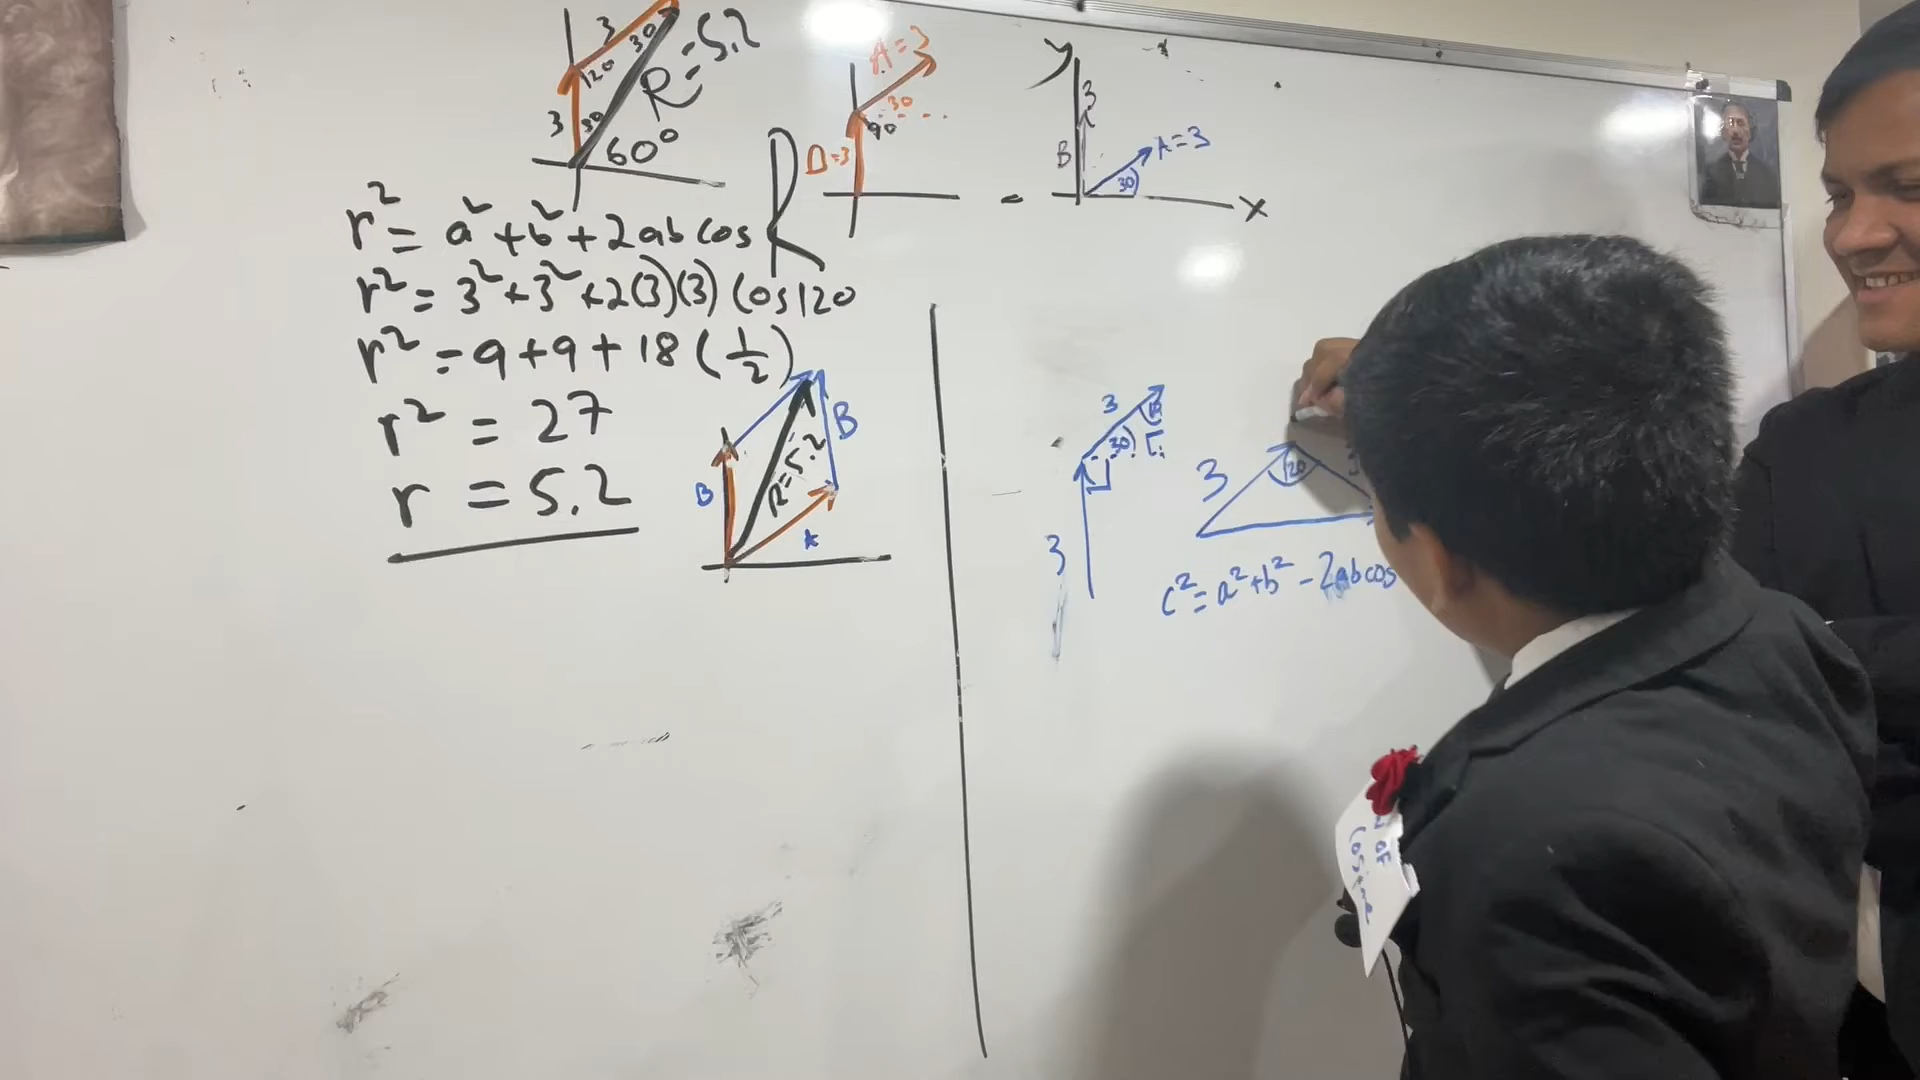 3
30
120
R=5.2
3
30
60°
A=3
30
90
B=3
R
=
y
3
B
A=3
30
x
r² = a² + b² + 2ab cos
r² = 3² + 3² + 2(3)(3) cos120
r² = 9 + 9 + 18 (1/2)
r² = 27
r = 5.2
B
B
R=5.2
A
3
30
3
3
120
c² = a² + b² - 2ab cos
OF
Cosine